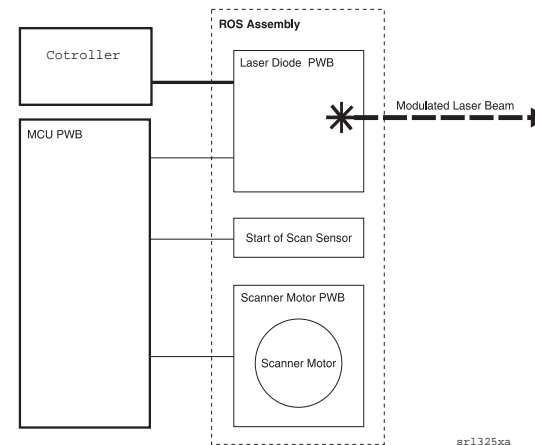 ROS Assembly
Cotroller
Laser Diode PWB
Modulated Laser Beam
MCU PWB
Start of Scan Sensor
Scanner Motor PWB
Scanner Motor
sr1325xa